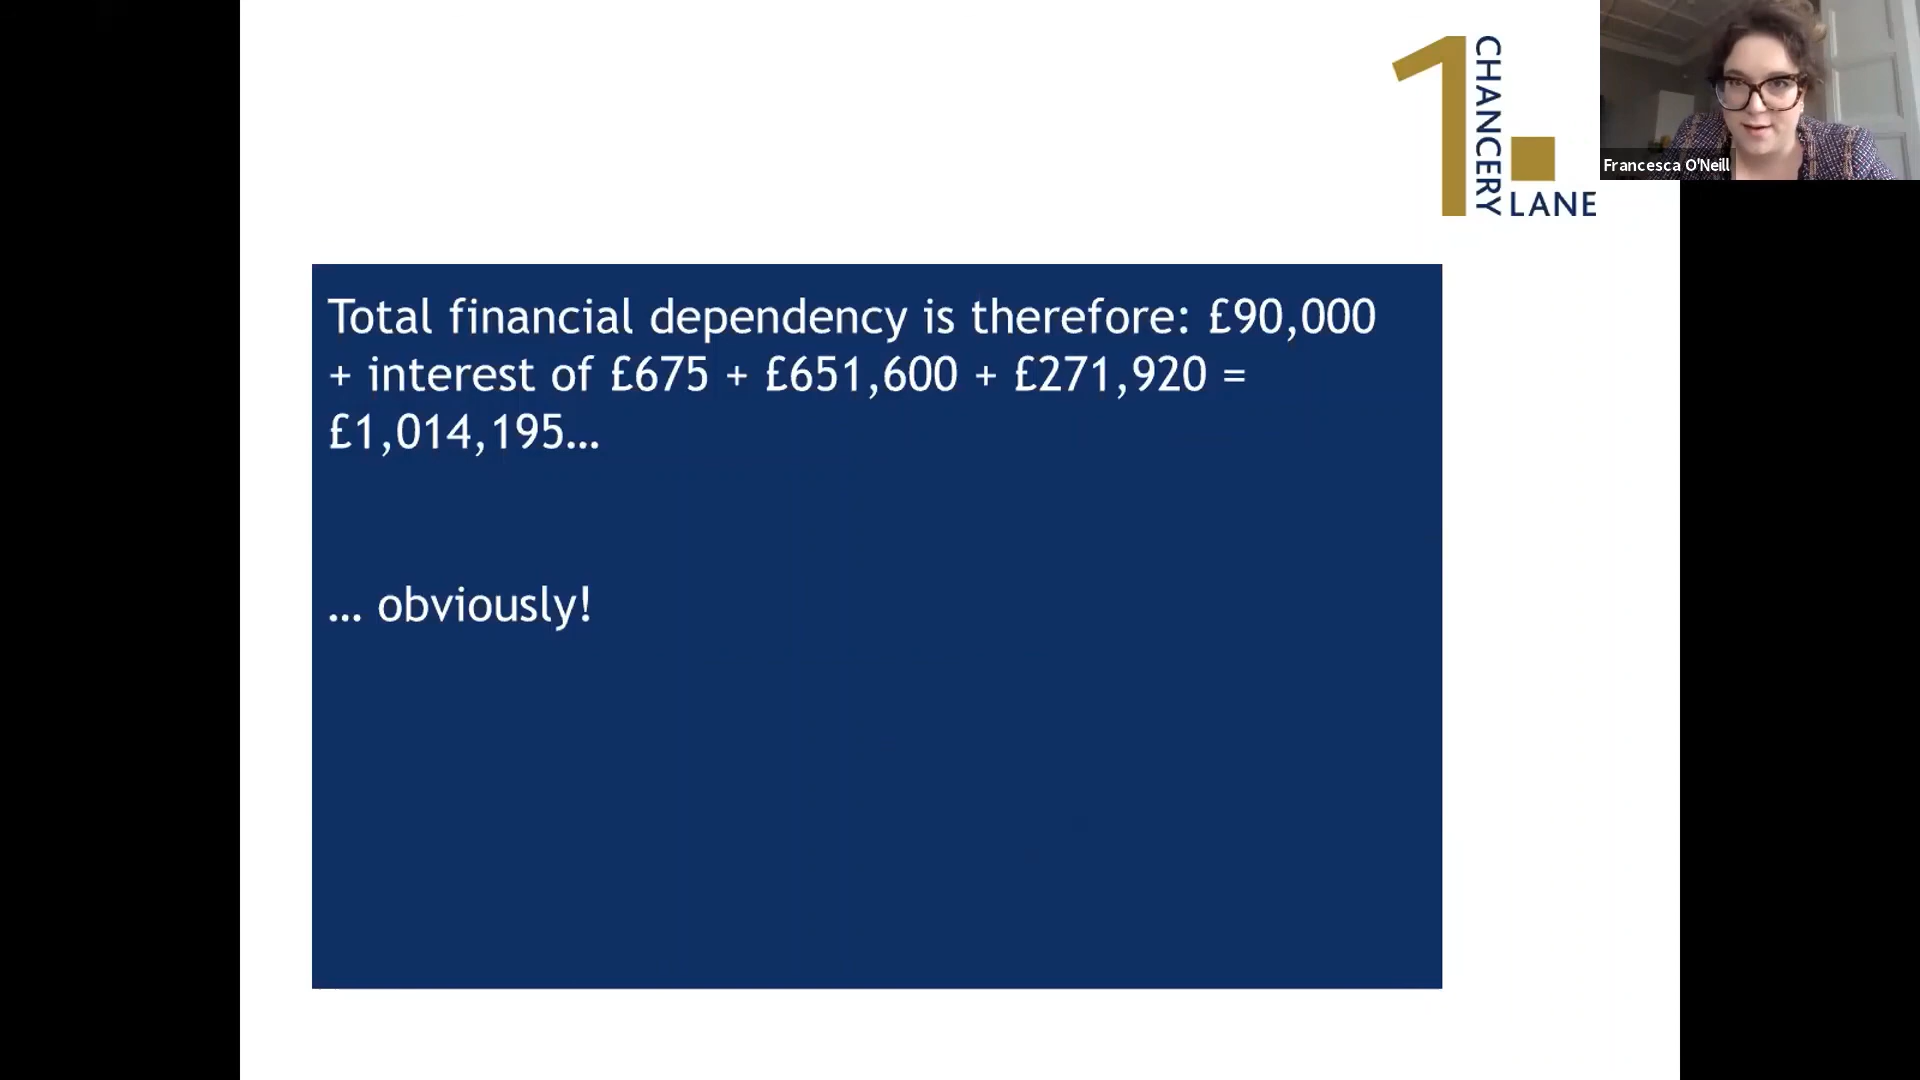 1
CHANCERY
LANE
Francesca O'Neill
Total financial dependency is therefore: £90,000
+ interest of £675 + £651,600 + £271,920 =
£1,014,195…
… obviously!